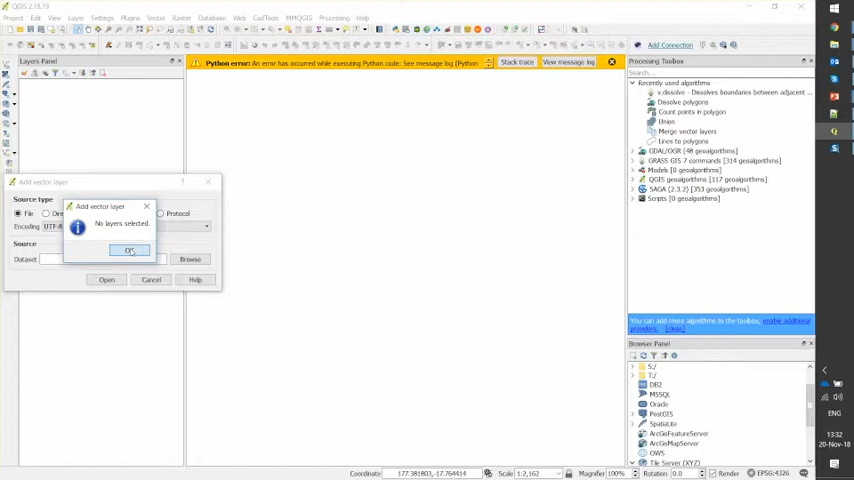 QGIS 2.18.19
Project Edit View Layer Settings Plugins Vector Raster Database Web CadTools MMQGIS Processing Help
Add Connection
Layers Panel
Python error: An error has occurred while executing Python code: See message log (Python
Stack trace
View message log
Processing Toolbox
Search...
Recently used algorithms
v.dissolve - Dissolves boundaries between adjacent ...
Dissolve polygons
Count points in polygon
Union
Merge vector layers
Lines to polygons
GDAL/OGR [48 geoalgorithms]
GRASS GIS 7 commands [314 geoalgorithms]
Models [0 geoalgorithms]
QGIS geoalgorithms [117 geoalgorithms]
SAGA (2.3.2) [353 geoalgorithms]
Scripts [0 geoalgorithms]
Add vector layer
Source type
File
Protocol
Encoding UTF-8
Source
Dataset
Browse
Open
Cancel
Help
Add vector layer
No layers selected.
OK
You can add more algorithms to the toolbox, enable additional
providers. [close]
Browser Panel
S:/
T:/
DB2
MSSQL
Oracle
PostGIS
SpatiaLite
ArcGisFeatureServer
ArcGisMapServer
OWS
Tile Server (XYZ)
Coordinate 177.381803,-17.764414 Scale 1:2,162 Magnifier 100% Rotation 0.0 Render EPSG:4326
ENG
13:32
20-Nov-18